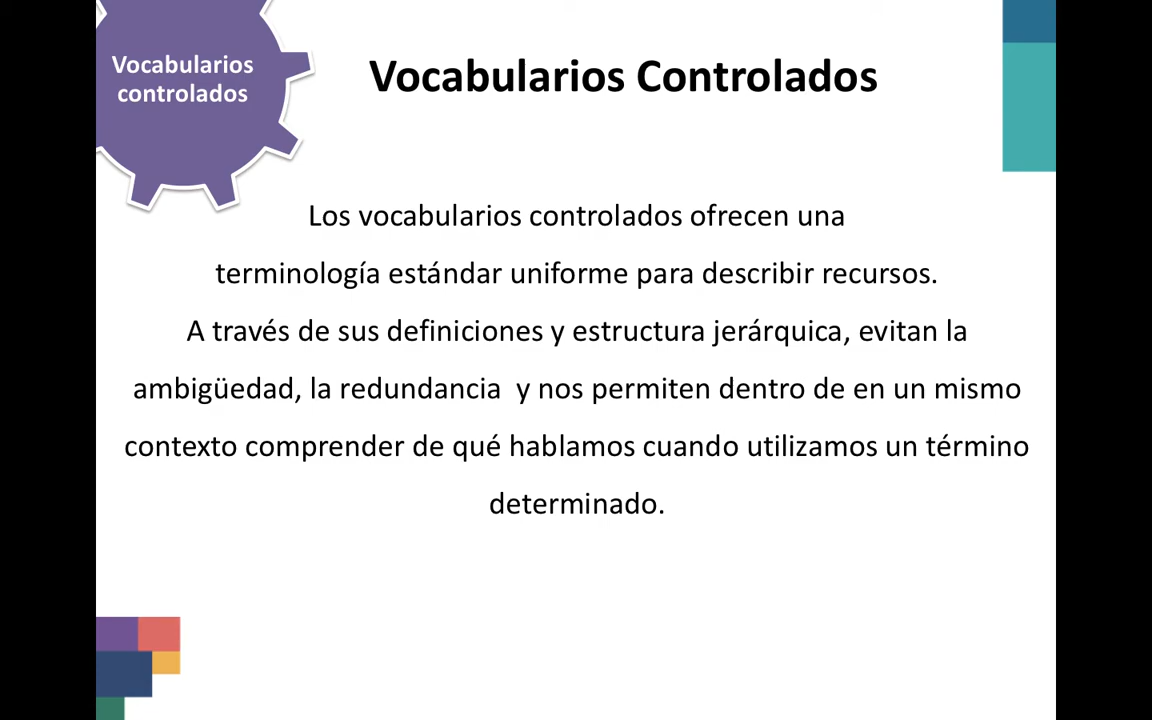 Vocabularios
controlados
Vocabularios Controlados
Los vocabularios controlados ofrecen una
terminología estándar uniforme para describir recursos.
A través de sus definiciones y estructura jerárquica, evitan la
ambigüedad, la redundancia  y nos permiten dentro de en un mismo
contexto comprender de qué hablamos cuando utilizamos un término
determinado.